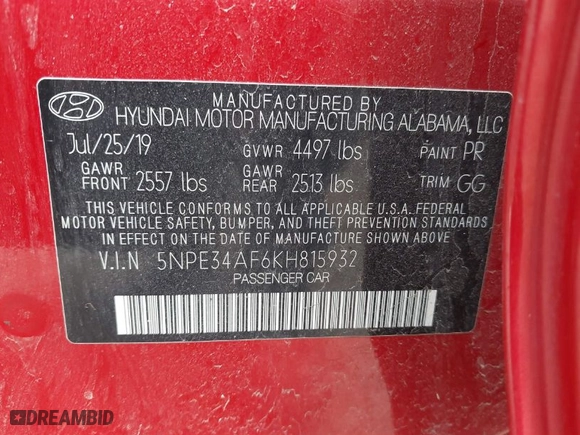 MANUFACTURED BY
HYUNDAI MOTOR MANUFACTURING ALABAMA, LLC
Jul/25/19 GVWR 4497 lbs PAINT PR
GAWR FRONT 2557 lbs GAWR REAR 2513 lbs TRIM GG
THIS VEHICLE CONFORMS TO ALL APPLICABLE U.S.A. FEDERAL
MOTOR VEHICLE SAFETY, BUMPER, AND THEFT PREVENTION STANDARDS
IN EFFECT ON THE DATE OF MANUFACTURE SHOWN ABOVE.
V.I.N 5NPE34AF6KH815932
PASSENGER CAR
DREAMBID